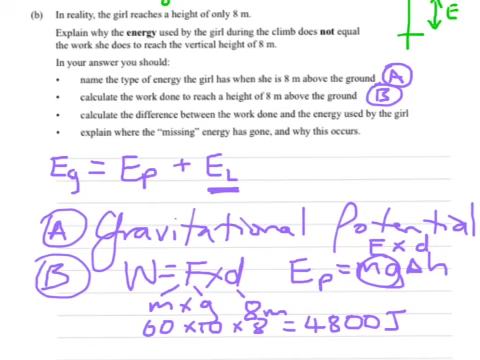 (b) In reality, the girl reaches a height of only 8 m.
E
Explain why the energy used by the girl during the climb does not equal
the work she does to reach the vertical height of 8 m.
In your answer you should:
• name the type of energy the girl has when she is 8 m above the ground A
• calculate the work done to reach a height of 8 m above the ground B
• calculate the difference between the work done and the energy used by the girl
• explain where the "missing" energy has gone, and why this occurs.
Eg = Ep + EL
A Gravitational Potential
F x d
B W = F x d Ep = mgΔh
m x g 8m
60 x 10 x 8 = 4800J